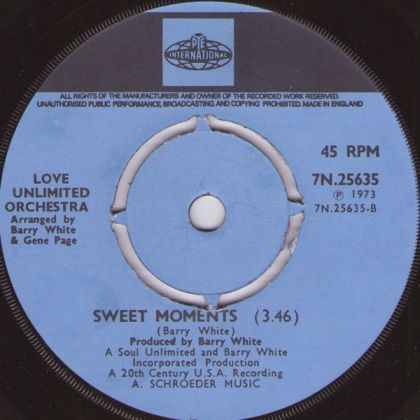 PYE
INTERNATIONAL
ALL RIGHTS OF THE MANUFACTURERS AND OWNER OF THE RECORDED WORK RESERVED.
UNAUTHORISED PUBLIC PERFORMANCE, BROADCASTING AND COPYING PROHIBITED. MADE IN ENGLAND
LOVE
UNLIMITED
ORCHESTRA
Arranged by
Barry White
& Gene Page
45 RPM
7N.25635
Ⓟ 1973
7N.25635-B
SWEET MOMENTS (3.46)
(Barry White)
Produced by Barry White
A Soul Unlimited and Barry White
Incorporated Production
A 20th Century U.S.A. Recording
A. SCHROEDER MUSIC